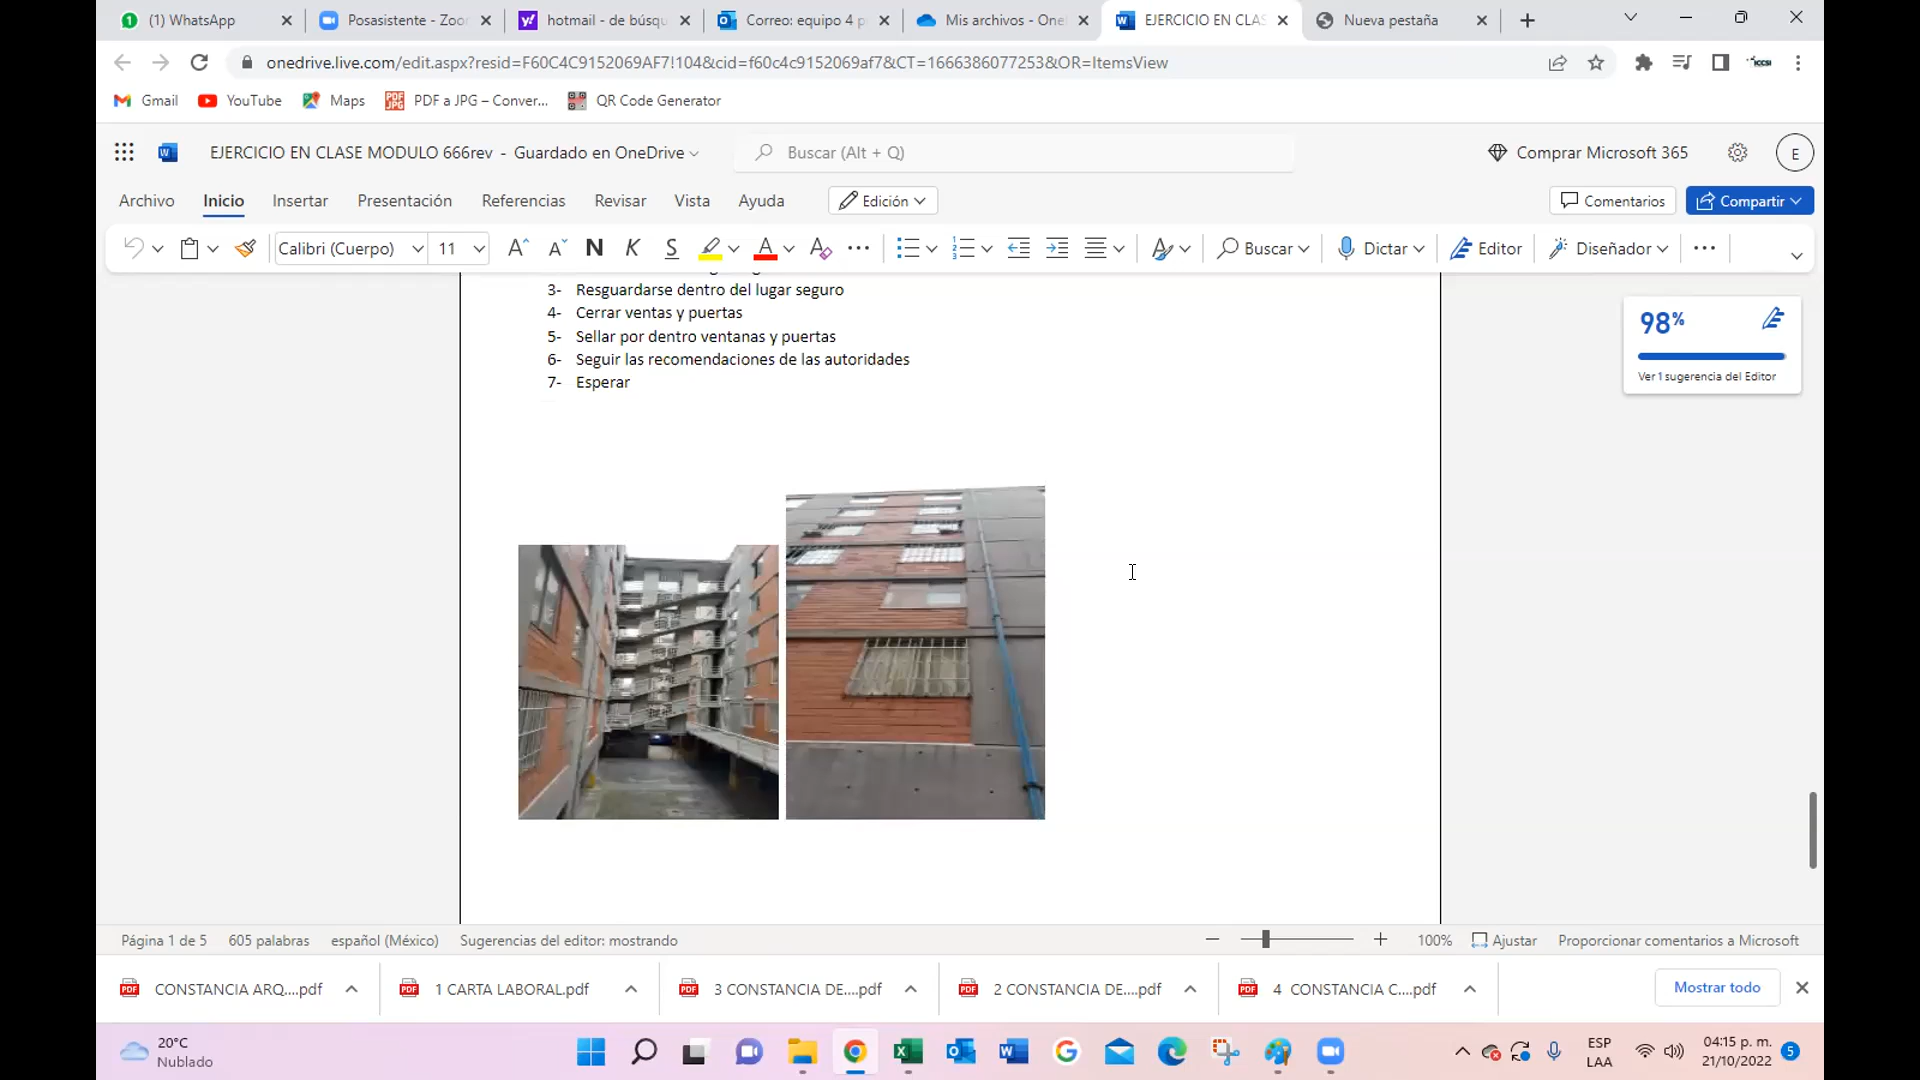 (1) WhatsApp
Posasistente - Zoo
hotmail - de búsqu
Correo: equipo 4 p
Mis archivos - One
EJERCICIO EN CLAS
Nueva pestaña
onedrive.live.com/edit.aspx?resid=F60C4C9152069AF7!104&cid=f60c4c9152069af7&CT=1666386077253&OR=ItemsView
Gmail
YouTube
Maps
PDF a JPG – Conver...
QR Code Generator
EJERCICIO EN CLASE MODULO 666rev - Guardado en OneDrive
Buscar (Alt + Q)
Comprar Microsoft 365
E
Archivo
Inicio
Insertar
Presentación
Referencias
Revisar
Vista
Ayuda
Edición
Comentarios
Compartir
Calibri (Cuerpo)
11
N K S
Buscar
Dictar
Editor
Diseñador
3- Resguardarse dentro del lugar seguro
4- Cerrar ventas y puertas
5- Sellar por dentro ventanas y puertas
6- Seguir las recomendaciones de las autoridades
7- Esperar
98%
Ver 1 sugerencia del Editor
Página 1 de 5
605 palabras
español (México)
Sugerencias del editor: mostrando
100%
Ajustar
Proporcionar comentarios a Microsoft
CONSTANCIA ARQ....pdf
1 CARTA LABORAL.pdf
3 CONSTANCIA DE....pdf
2 CONSTANCIA DE....pdf
4 CONSTANCIA C....pdf
Mostrar todo
20°C
Nublado
ESP
LAA
04:15 p. m.
21/10/2022
5